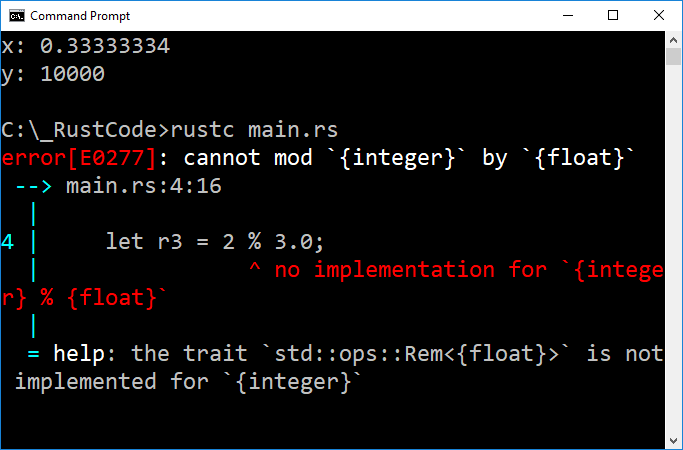 Command Prompt
x: 0.33333334
y: 10000
C:\_RustCode>rustc main.rs
error[E0277]: cannot mod `{integer}` by `{float}`
 --> main.rs:4:16
  |
4 |     let r3 = 2 % 3.0;
  |                ^ no implementation for `{intege
r} % {float}`
  |
  = help: the trait `std::ops::Rem<{float}>` is not
 implemented for `{integer}`